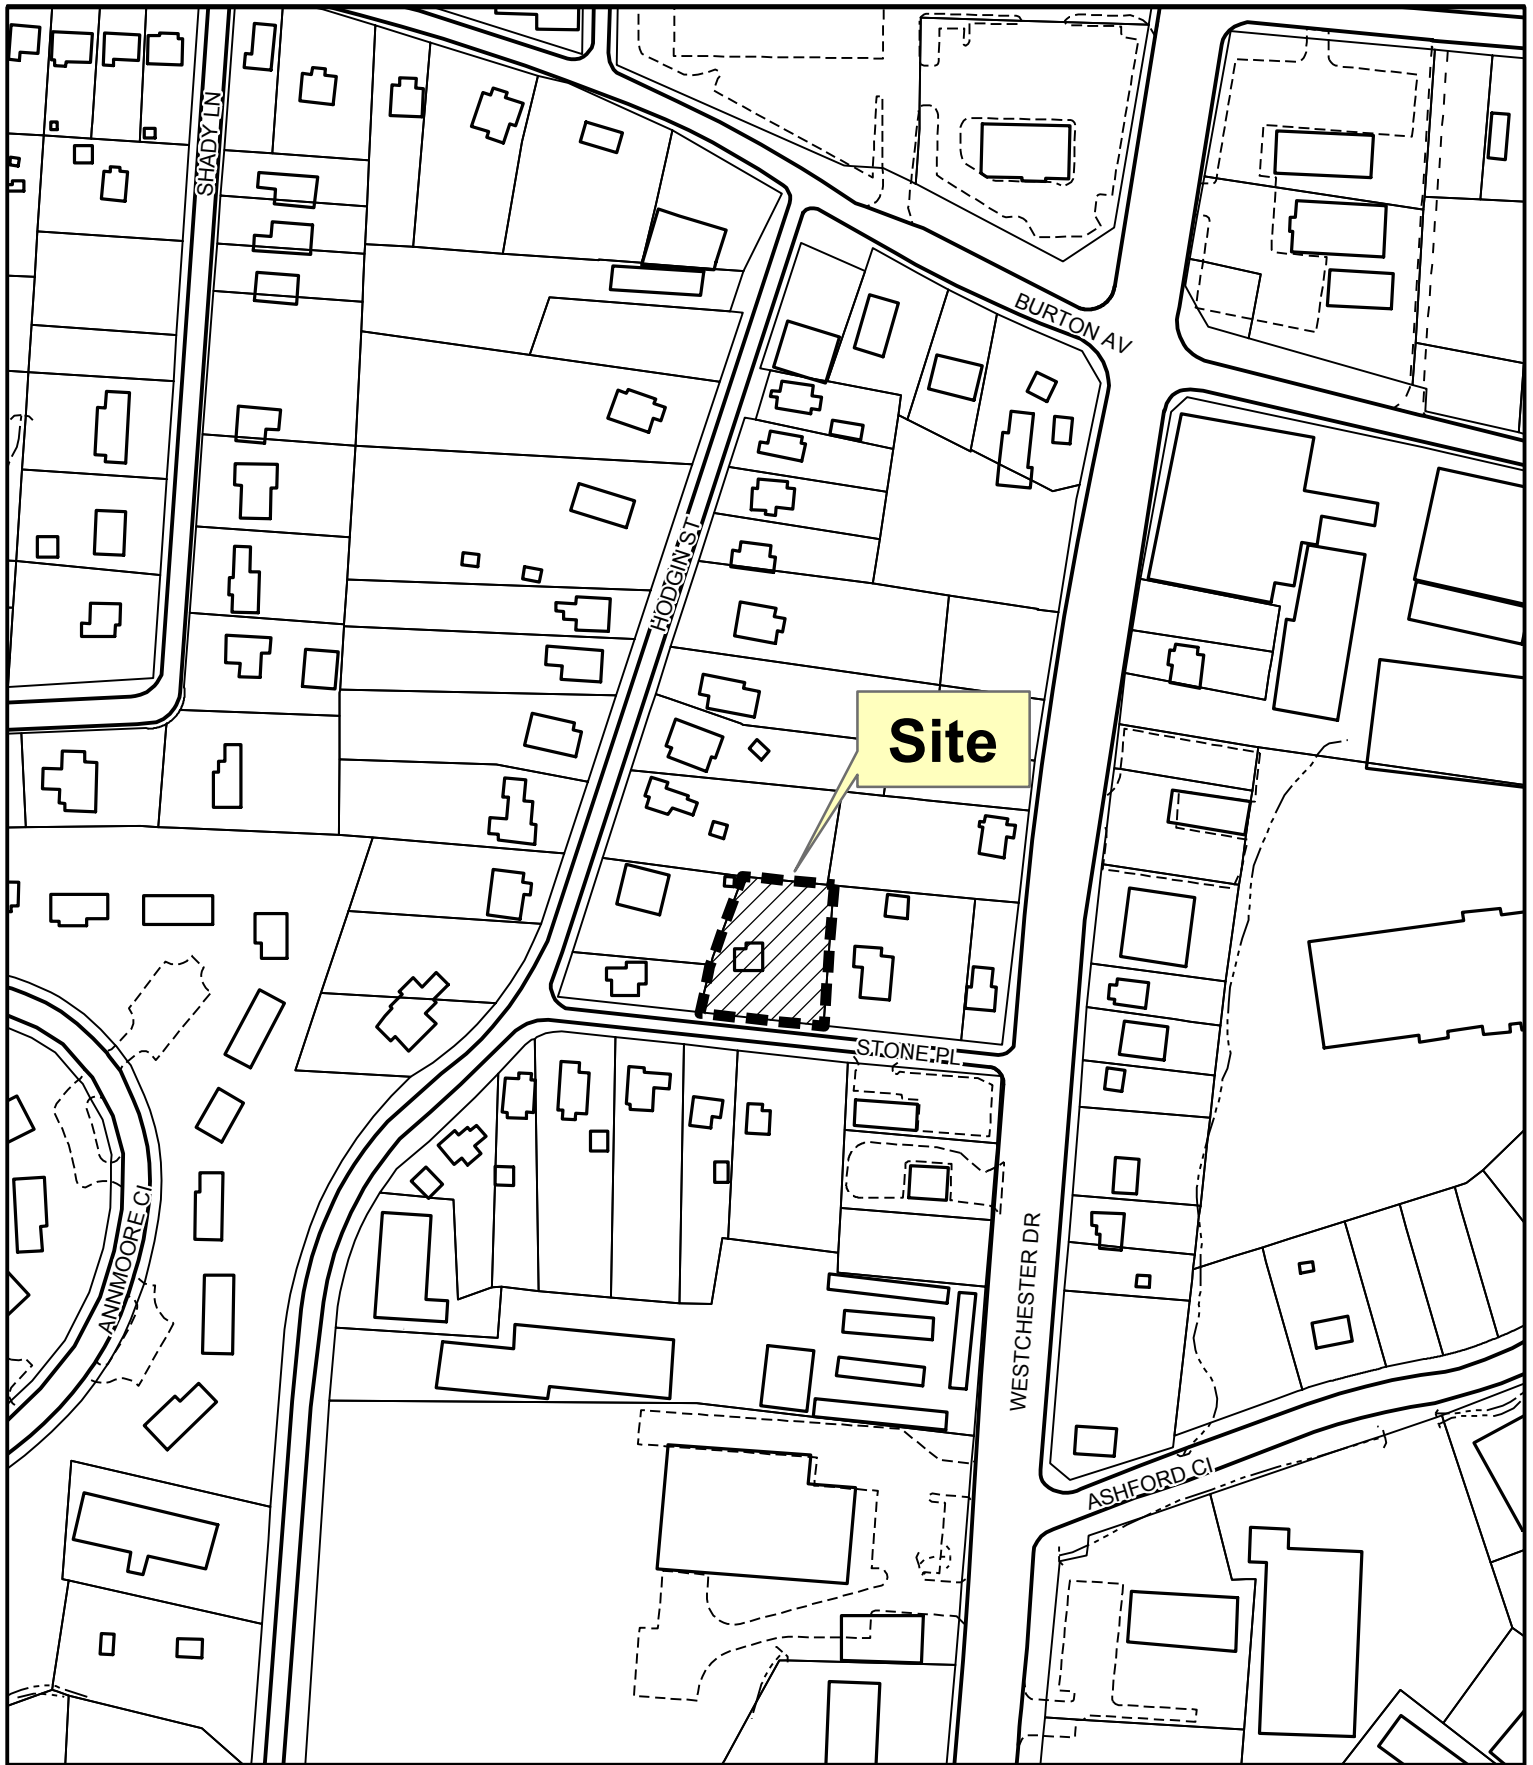 SHADY LN
BURTON AV
HODGIN ST
Site
STONE PL
ANNMOORE CI
WESTCHESTER DR
ASHFORD CI